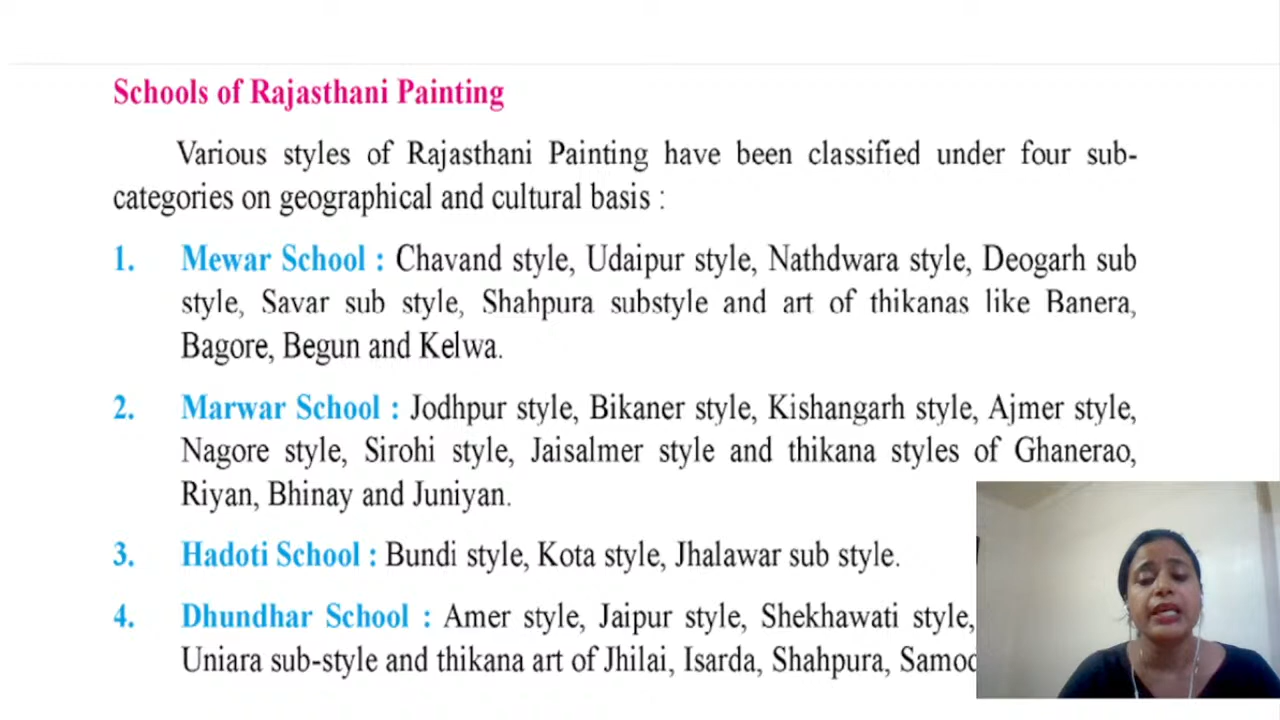 Schools of Rajasthani Painting
Various styles of Rajasthani Painting have been classified under four sub-
categories on geographical and cultural basis :
1. Mewar School : Chavand style, Udaipur style, Nathdwara style, Deogarh sub
style, Savar sub style, Shahpura substyle and art of thikanas like Banera,
Bagore, Begun and Kelwa.
2. Marwar School : Jodhpur style, Bikaner style, Kishangarh style, Ajmer style,
Nagore style, Sirohi style, Jaisalmer style and thikana styles of Ghanerao,
Riyan, Bhinay and Juniyan.
3. Hadoti School : Bundi style, Kota style, Jhalawar sub style.
4. Dhundhar School : Amer style, Jaipur style, Shekhawati style,
Uniara sub-style and thikana art of Jhilai, Isarda, Shahpura,